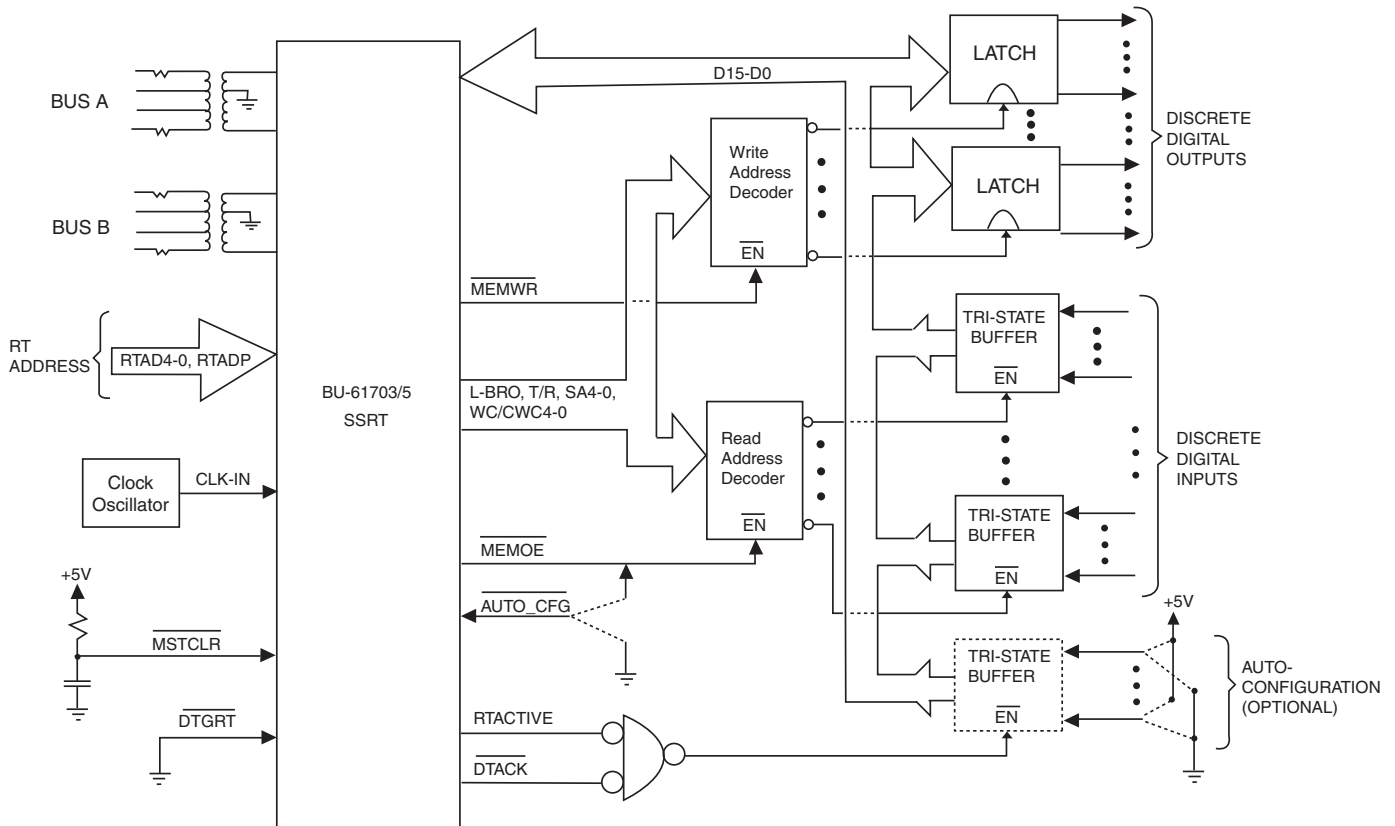 BUS A
BUS B
RT
ADDRESS
RTAD4-0, RTADP
Clock
Oscillator
CLK-IN
+5V
MSTCLR
DTGRT
BU-61703/5
SSRT
D15-D0
MEMWR
L-BRO, T/R, SA4-0,
WC/CWC4-0
MEMOE
AUTO_CFG
RTACTIVE
DTACK
Write
Address
Decoder
EN
Read
Address
Decoder
EN
LATCH
LATCH
DISCRETE
DIGITAL
OUTPUTS
TRI-STATE
BUFFER
EN
DISCRETE
DIGITAL
INPUTS
TRI-STATE
BUFFER
EN
+5V
TRI-STATE
BUFFER
EN
AUTO-
CONFIGURATION
(OPTIONAL)